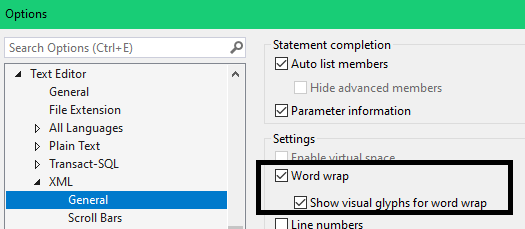 Options
Search Options (Ctrl+E)
Text Editor
General
File Extension
All Languages
Plain Text
Transact-SQL
XML
General
Scroll Bars
Statement completion
Auto list members
Hide advanced members
Parameter information
Settings
Enable virtual space
Word wrap
Show visual glyphs for word wrap
Line numbers